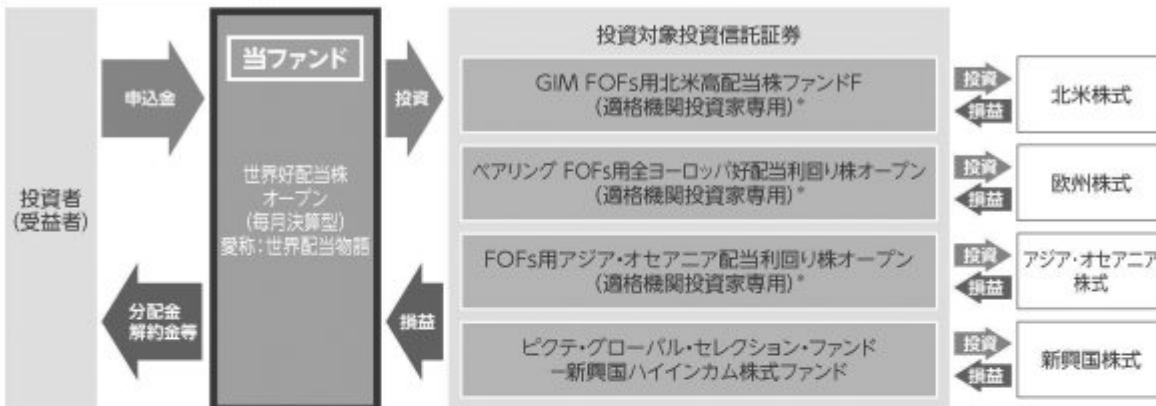 投資者
(受益者)
申込金
分配金
解約金等
当ファンド
世界好配当株
オープン
(毎月決算型)
愛称:世界配当物語
投資
損益
投資対象投資信託証券
GIM FOFs用北米高配当株ファンドF
(適格機関投資家専用)*
投資
損益
北米株式
ベアリング FOFs用全ヨーロッパ好配当利回り株オープン
(適格機関投資家専用)*
投資
損益
欧州株式
FOFs用アジア・オセアニア配当利回り株オープン
(適格機関投資家専用)*
投資
損益
アジア・オセアニア
株式
ピクテ・グローバル・セレクション・ファンド
−新興国ハイインカム株式ファンド
投資
損益
新興国株式